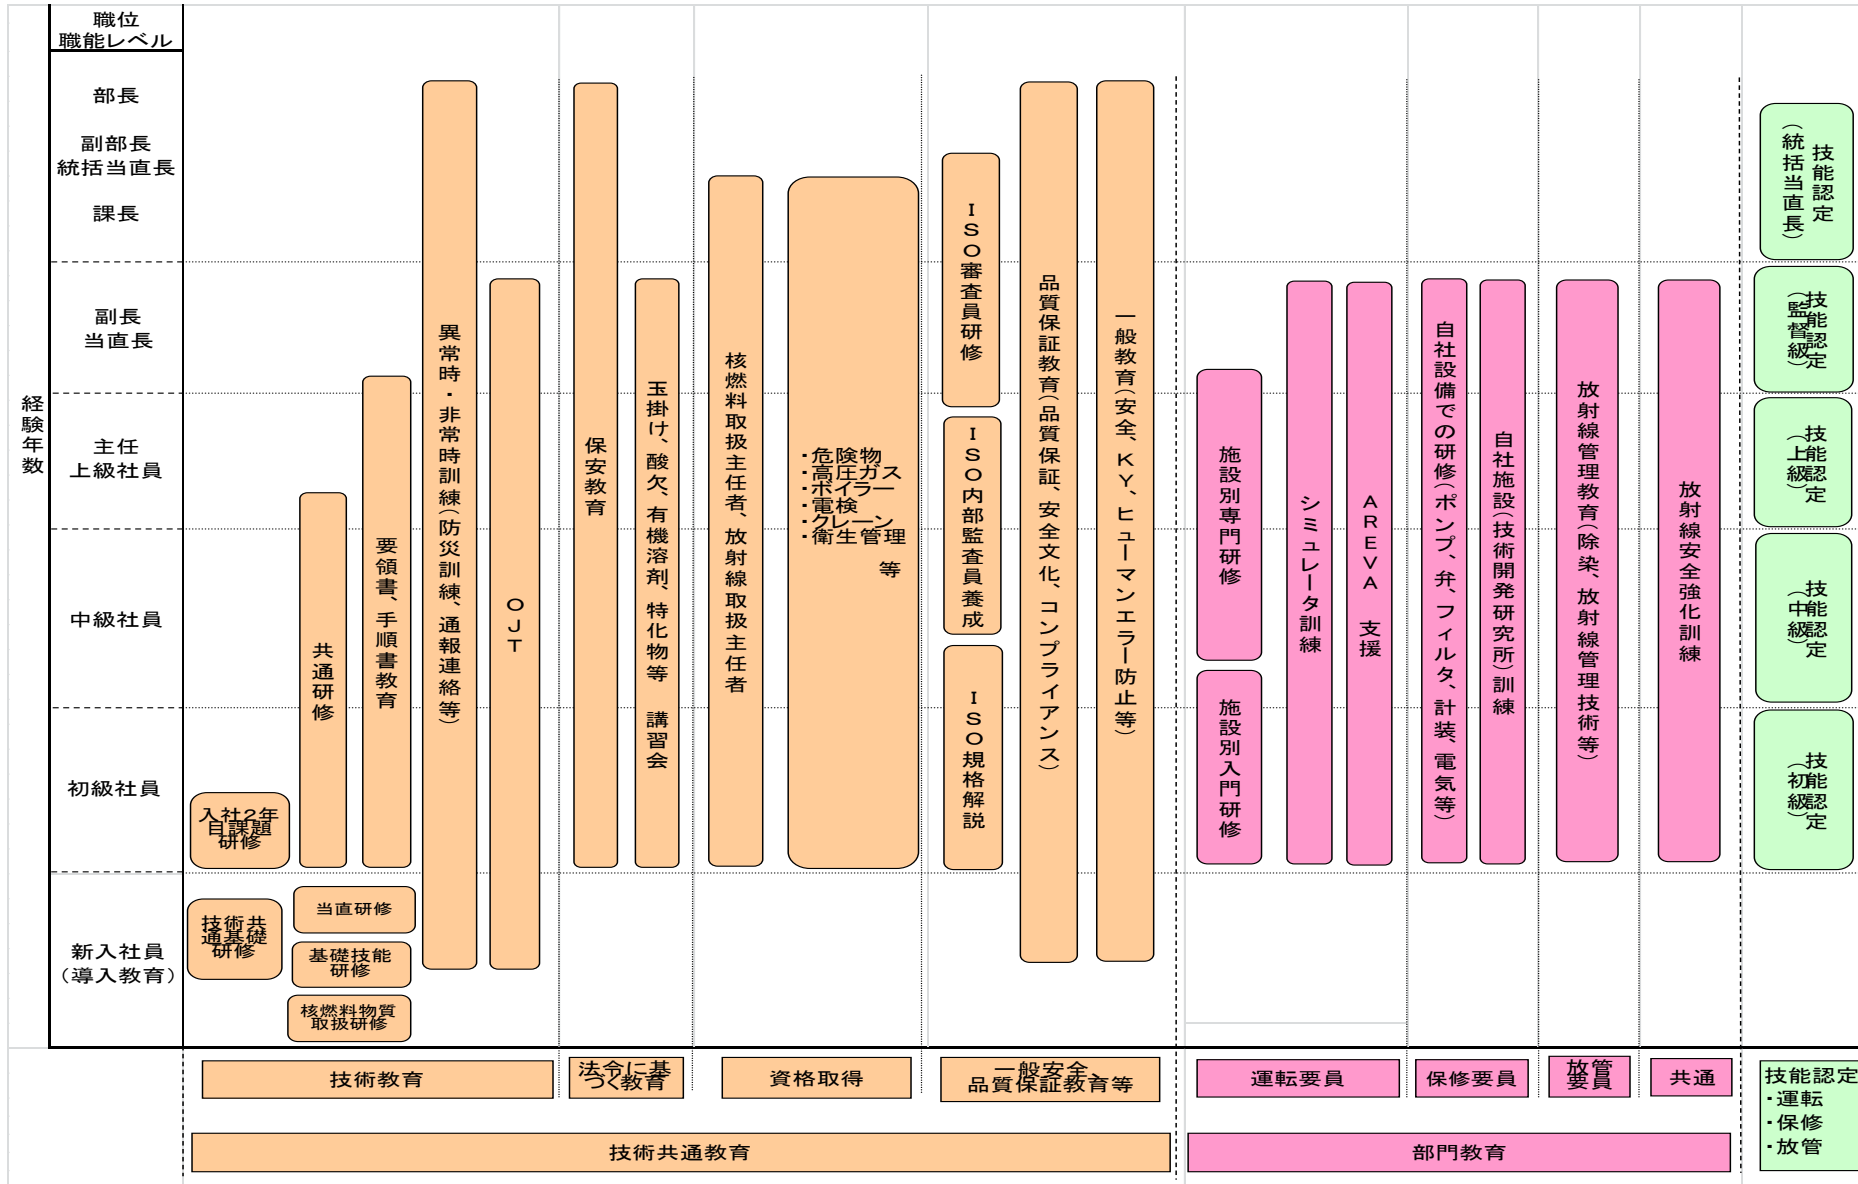 職位
職能レベル
経験年数
部長
副部長
統括当直長
課長
副長
当直長
主任
上級社員
中級社員
初級社員
新入社員
（導入教育）
入社2年
目課題
研修
技術共
通基礎
研修
共通研修
当直研修
基礎技能
研修
核燃料物質
取扱研修
要領書、手順書教育
異常時・非常時訓練（防災訓練、通報連絡等）
OJT
保安教育
玉掛け、酸欠、有機溶剤、特化物等　講習会
核燃料取扱主任者、放射線取扱主任者
・危険物
・高圧ガス
・ボイラー
・電検
・クレーン
・衛生管理
等
ISO審査員研修
ISO内部監査員養成
ISO規格解説
品質保証教育（品質保証、安全文化、コンプライアンス）
一般教育（安全、KY、ヒューマンエラー防止等）
施設別専門研修
施設別入門研修
シミュレータ訓練
AREVA　支援
自社設備での研修（ポンプ、弁、フィルタ、計装、電気等）
自社施設（技術開発研究所）訓練
放射線管理教育（除染、放射線管理技術等）
放射線安全強化訓練
技能認定
（統括当直長）
技能認定
（監督級）
技能認定
（上級）
技能認定
（中級）
技能認定
（初級）
技術教育
法令に基
づく教育
資格取得
一般安全、
品質保証教育等
運転要員
保修要員
放管
要員
共通
技能認定
・運転
・保修
・放管
技術共通教育
部門教育